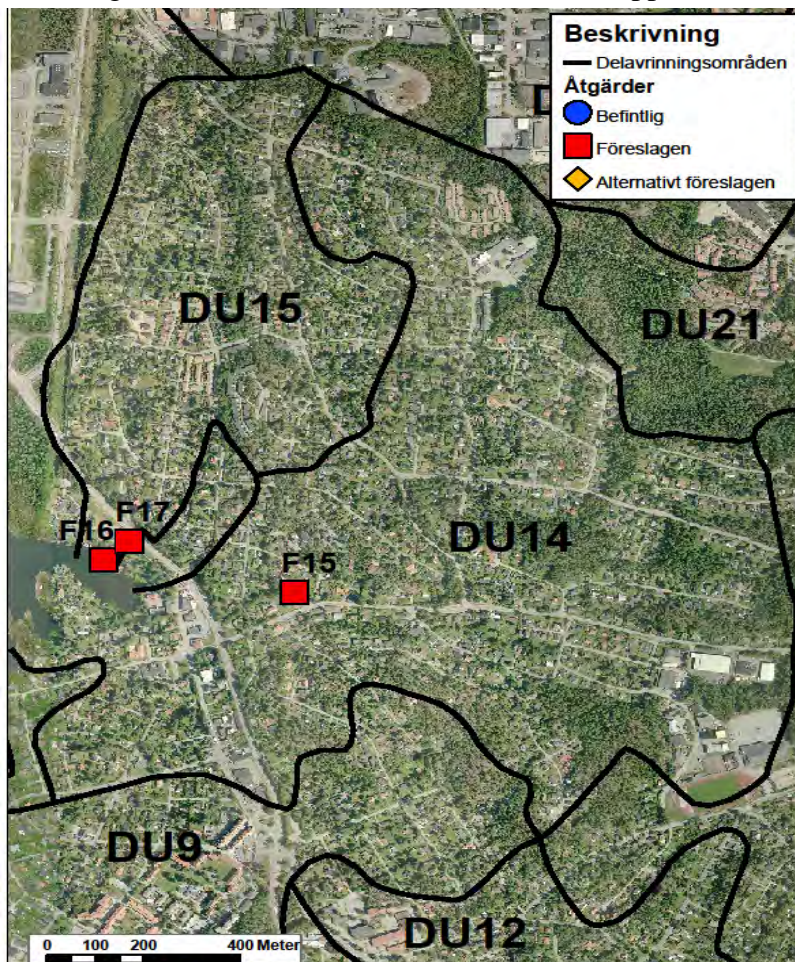 Beskrivning
Delavrinningsområden
Åtgärder
Befintlig
Föreslagen
Alternativt föreslagen
DU15
DU21
F17
F16
F15
DU14
DU9
DU12
0 100 200 400 Meter